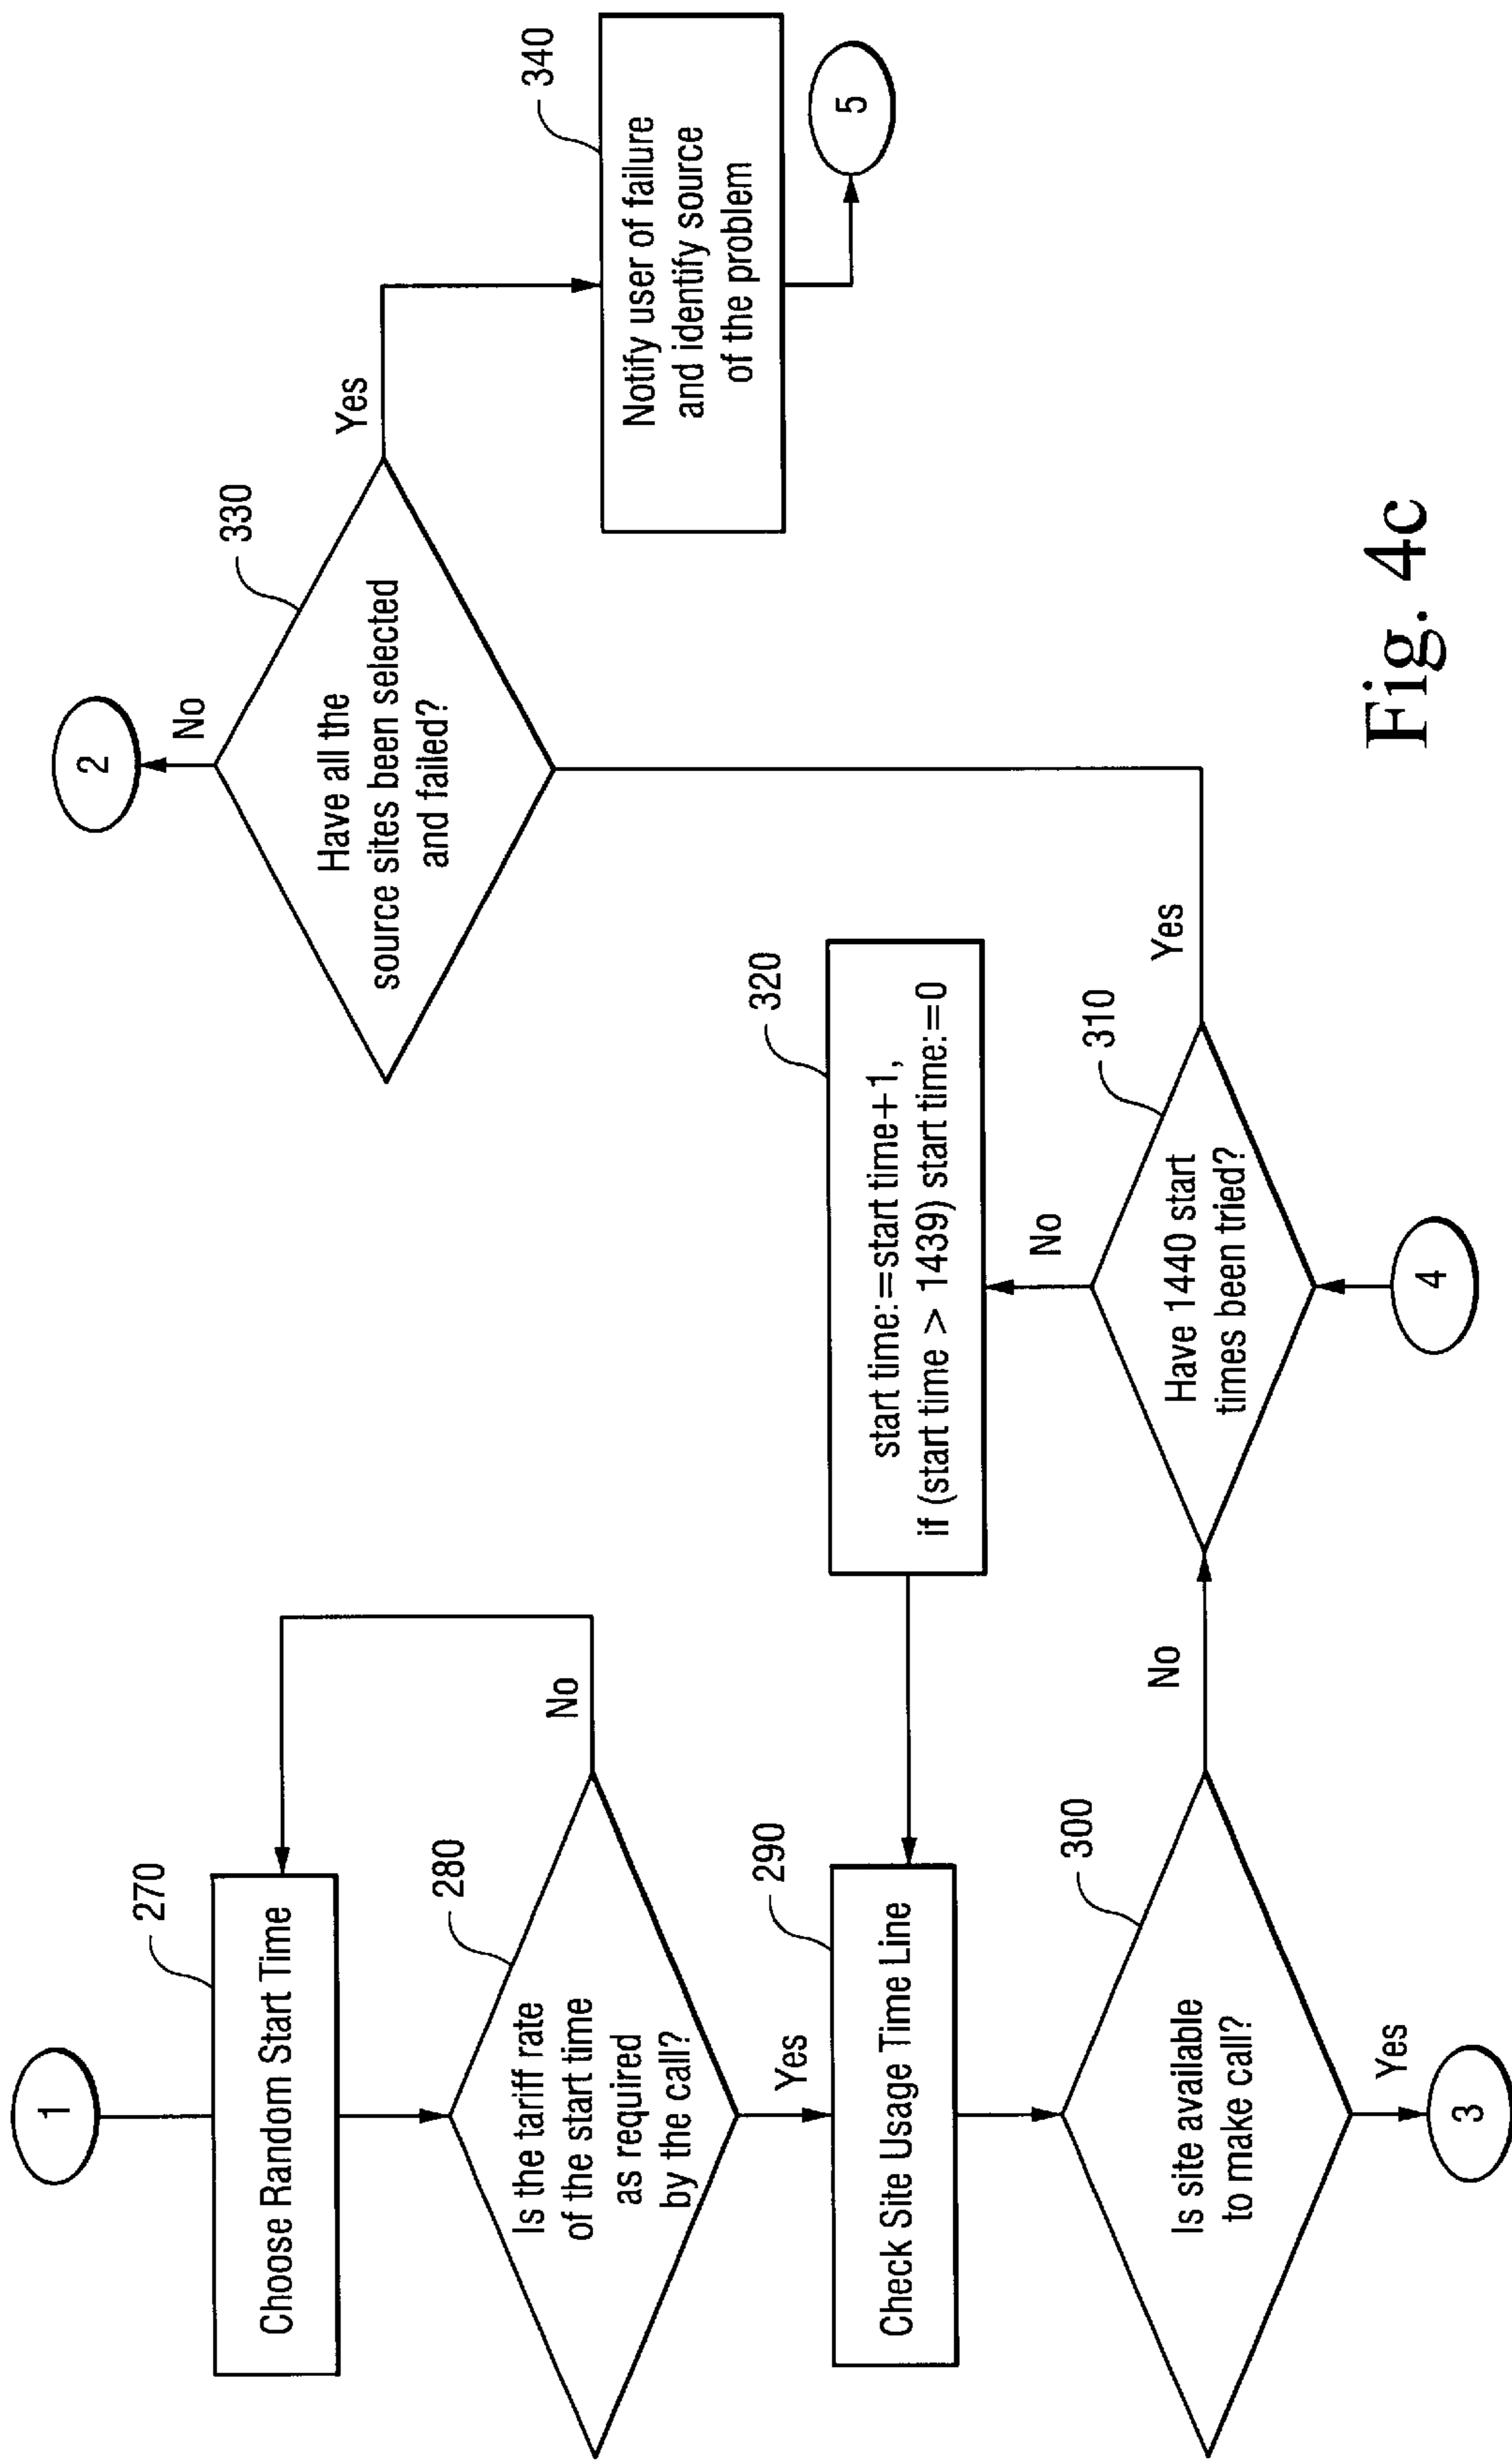 1
270
Choose Random Start Time
280
Is the tariff rate
of the start time
as required
by the call?
No
Yes
290
Check Site Usage Time Line
300
Is site available
to make call?
Yes
3
No
320
start time:=start time+1,
if (start time > 1439) start time:=0
No
310
Have 1440 start
times been tried?
4
Yes
2
No
330
Have all the
source sites been selected
and failed?
Yes
340
Notify user of failure
and identify source
of the problem
5
Fig. 4c